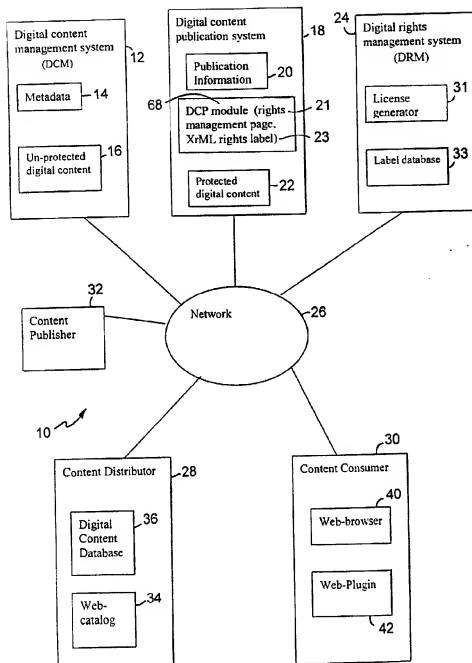 Digital content
management system
(DCM)
12
Metadata
14
Un-protected
digital content
16
Digital content
publication system
18
Publication
Information
20
68
DCP module (rights
management page,
XrML rights label)
21
23
Protected
digital content
22
24
Digital rights
management system
(DRM)
License
generator
31
Label database
33
32
Content
Publisher
Network
26
10
Content Distributor
28
Digital
Content
Database
36
Web-
catalog
34
30
Content Consumer
40
Web-browser
Web-Plugin
42